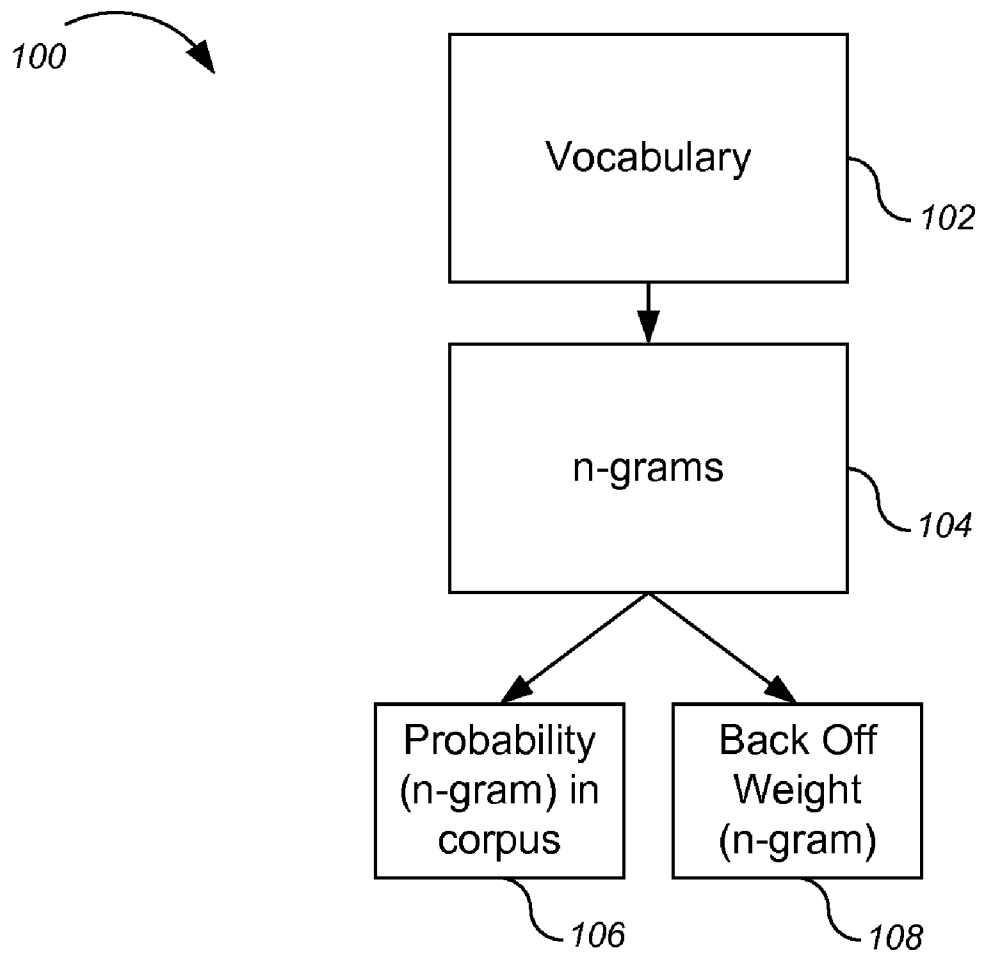 100
Vocabulary
102
n-grams
104
Probability
(n-gram) in
corpus
106
Back Off
Weight
(n-gram)
108